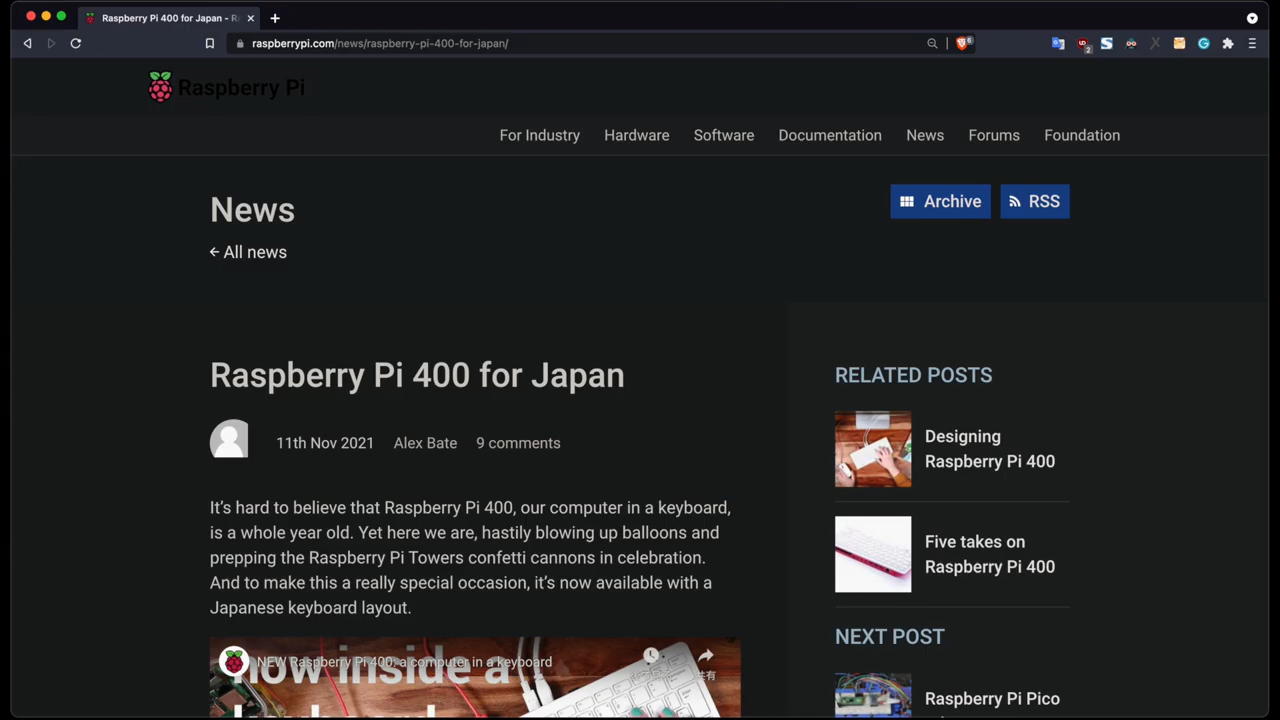 Raspberry Pi 400 for Japan - R
raspberrypi.com/news/raspberry-pi-400-for-japan/
6
2
Raspberry Pi
For Industry Hardware Software Documentation News Forums Foundation
News
Archive RSS
← All news
Raspberry Pi 400 for Japan
11th Nov 2021 Alex Bate 9 comments
It’s hard to believe that Raspberry Pi 400, our computer in a keyboard,
is a whole year old. Yet here we are, hastily blowing up balloons and
prepping the Raspberry Pi Towers confetti cannons in celebration.
And to make this a really special occasion, it’s now available with a
Japanese keyboard layout.
NEW Raspberry Pi 400: a computer in a keyboard
now inside a
共有
RELATED POSTS
Designing
Raspberry Pi 400
Five takes on
Raspberry Pi 400
NEXT POST
Raspberry Pi Pico